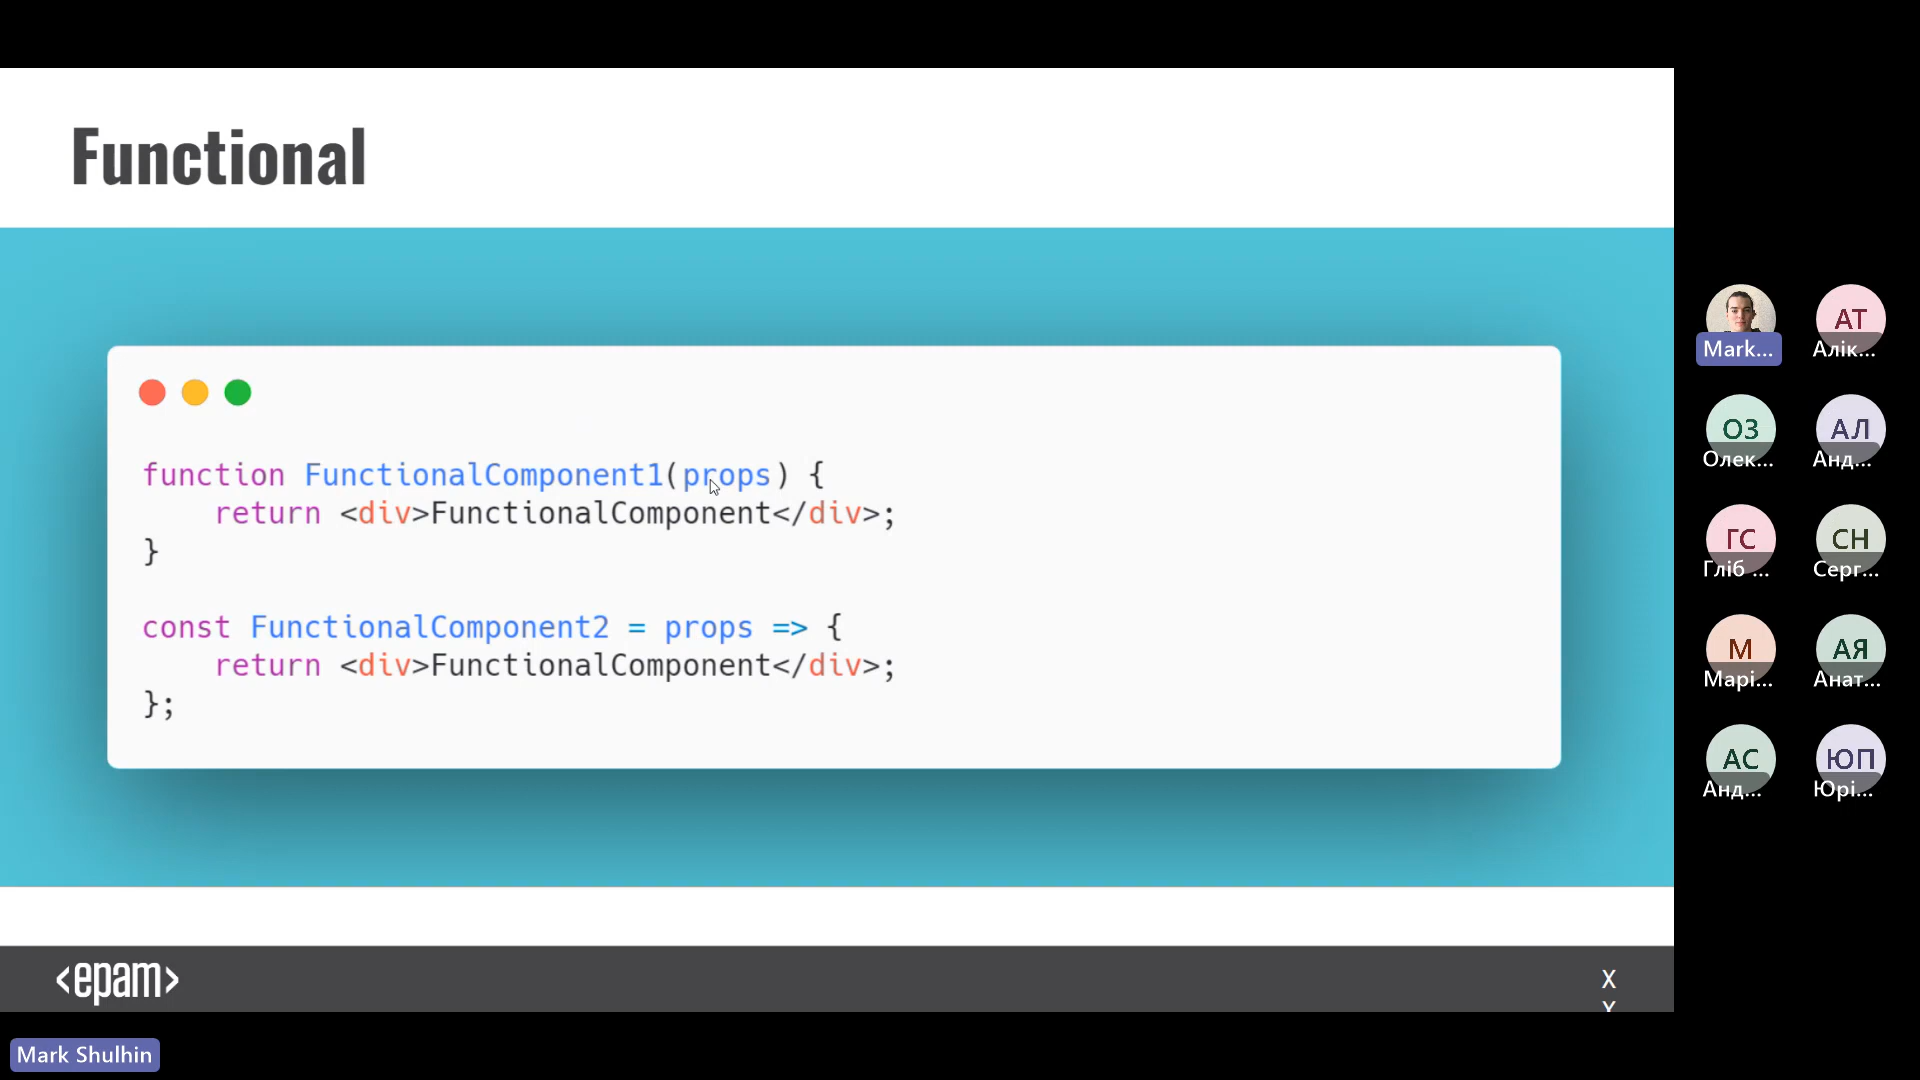 Functional
function FunctionalComponent1(props) {
    return <div>FunctionalComponent</div>;
}
const FunctionalComponent2 = props => {
    return <div>FunctionalComponent</div>;
};
<epam>
X
Mark Shulhin
Mark...
АТ
Алік...
ОЗ
Олек...
АЛ
Анд...
ГС
Гліб ...
СН
Серг...
М
Марі...
АЯ
Анат...
АС
Анд...
ЮП
Юрі...